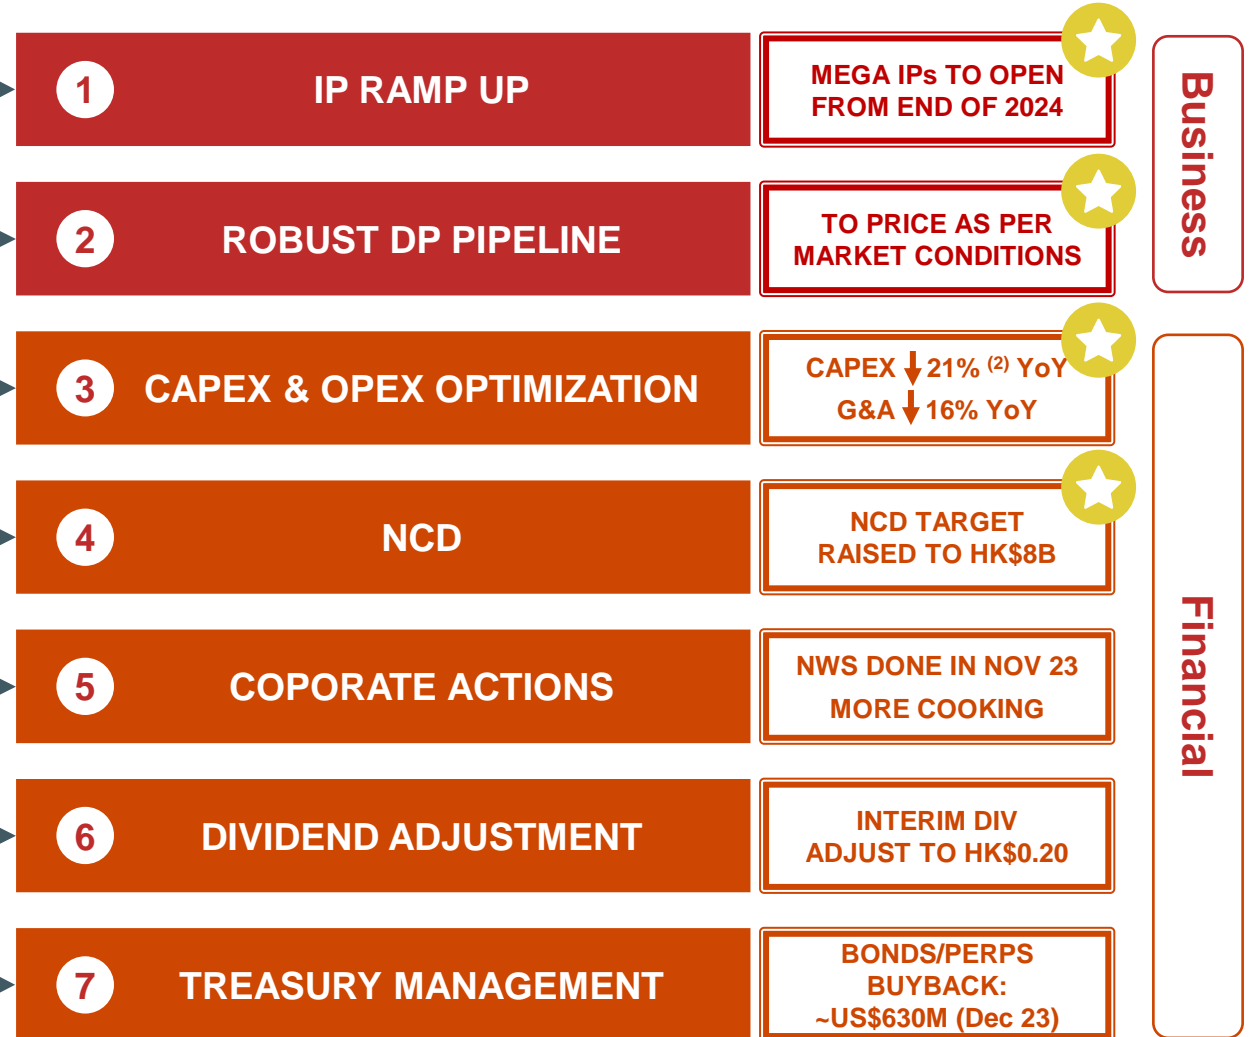 1 IP RAMP UP
MEGA IPs TO OPEN
FROM END OF 2024
2 ROBUST DP PIPELINE
TO PRICE AS PER
MARKET CONDITIONS
Business
3 CAPEX & OPEX OPTIMIZATION
CAPEX 21% (2) YoY
G&A 16% YoY
4 NCD
NCD TARGET
RAISED TO HK$8B
5 COPORATE ACTIONS
NWS DONE IN NOV 23
MORE COOKING
6 DIVIDEND ADJUSTMENT
INTERIM DIV
ADJUST TO HK$0.20
7 TREASURY MANAGEMENT
BONDS/PERPS
BUYBACK:
~US$630M (Dec 23)
Financial